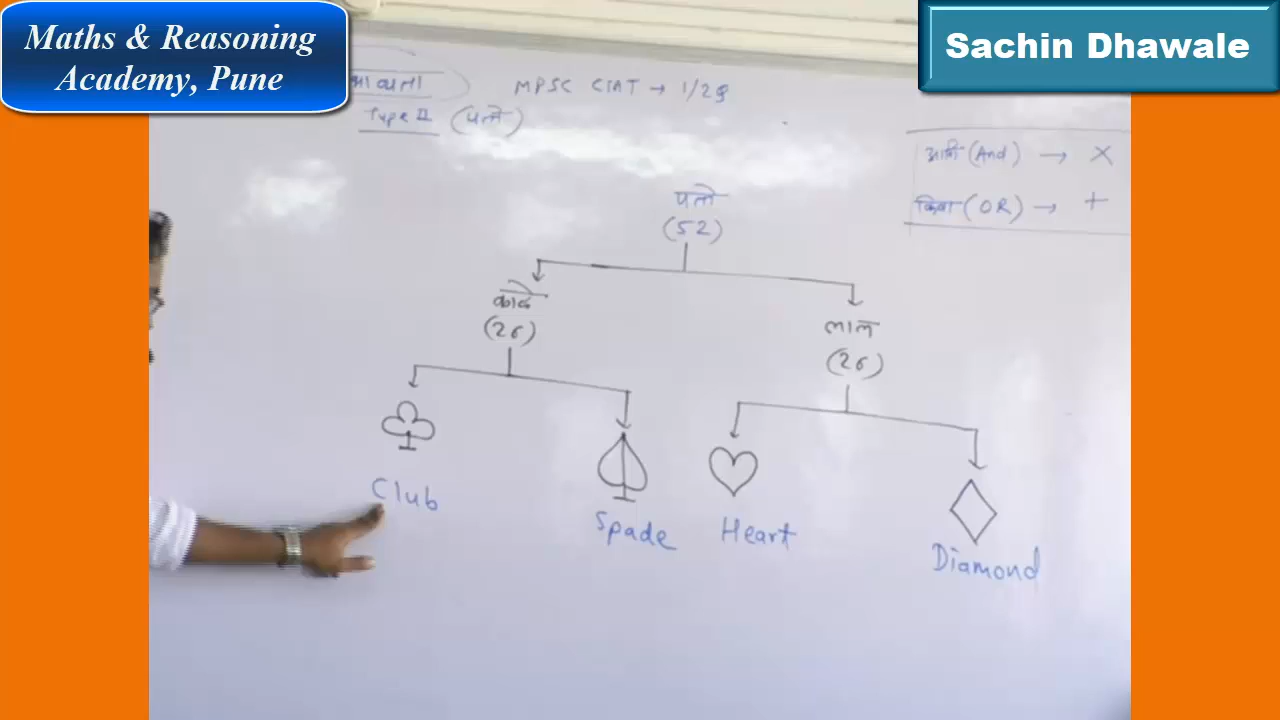 Maths & Reasoning
Academy, Pune
Sachin Dhawale
MPSC CSAT → 1/2 प्र
Type II (पत्ते)
आणि (And) → ×
किंवा (OR) → +
पत्ते
(52)
काळे
(26)
लाल
(26)
Club
Spade
Heart
Diamond